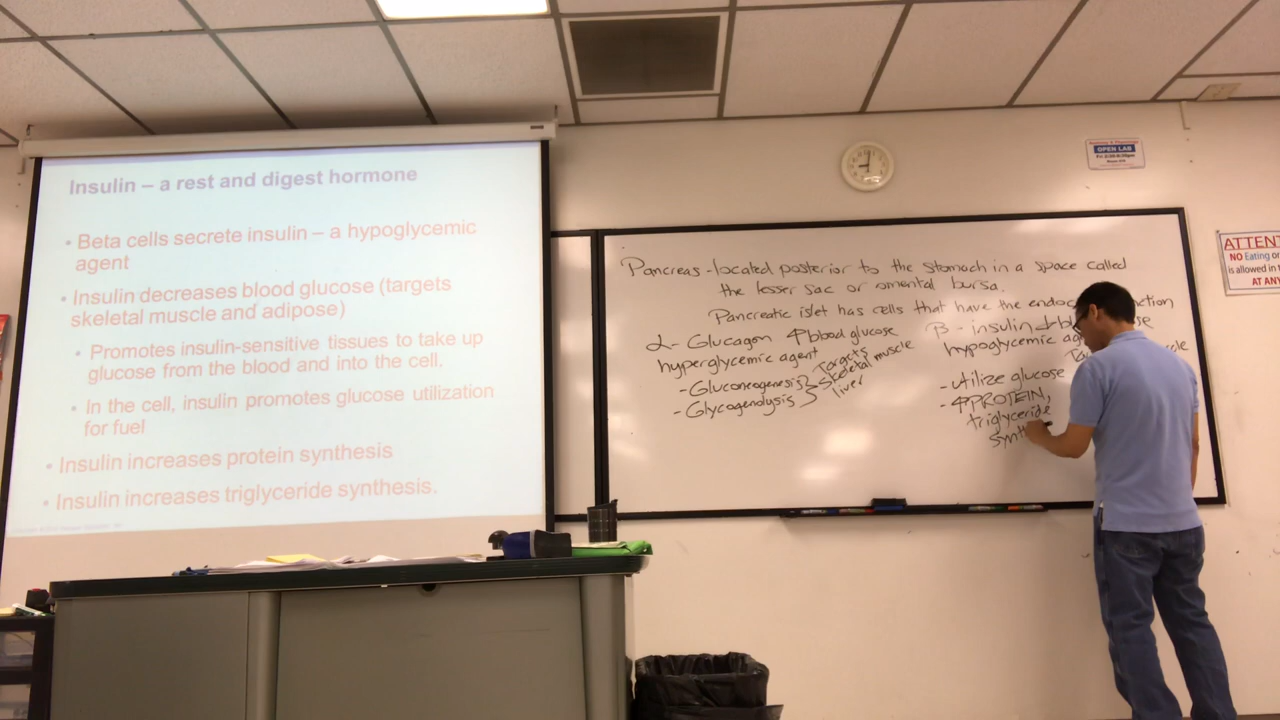 Insulin – a rest and digest hormone
• Beta cells secrete insulin – a hypoglycemic
agent
• Insulin decreases blood glucose (targets
skeletal muscle and adipose)
• Promotes insulin-sensitive tissues to take up
glucose from the blood and into the cell.
• In the cell, insulin promotes glucose utilization
for fuel
• Insulin increases protein synthesis
• Insulin increases triglyceride synthesis.
Pancreas - located posterior to the stomach in a space called
the lesser sac or omental bursa.
Pancreatic islet has cells that have the
α - Glucagon ↑ blood glucose
hyperglycemic agent
- Gluconeogenesis }
- Glycogenolysis }
Targets
Skeletal muscle
liver
β - insulin ↓
hypoglycemic
- utilize glucose
- ↑ PROTEIN,
triglyceride
OPEN LAB
ATTENT
NO Eating or
is allowed in
AT AN